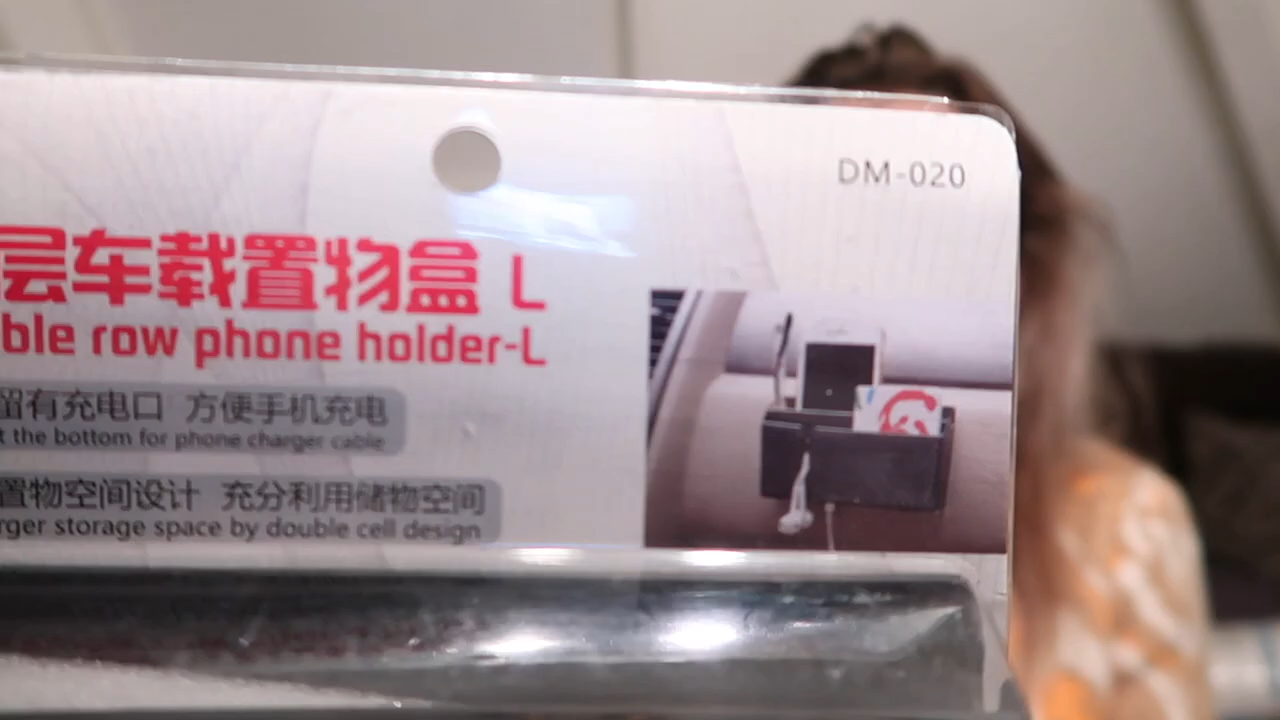 DM-020
层车载置物盒 L
ble row phone holder-L
留有充电口 方便手机充电
t the bottom for phone charger cable
置物空间设计 充分利用储物空间
rger storage space by double cell design